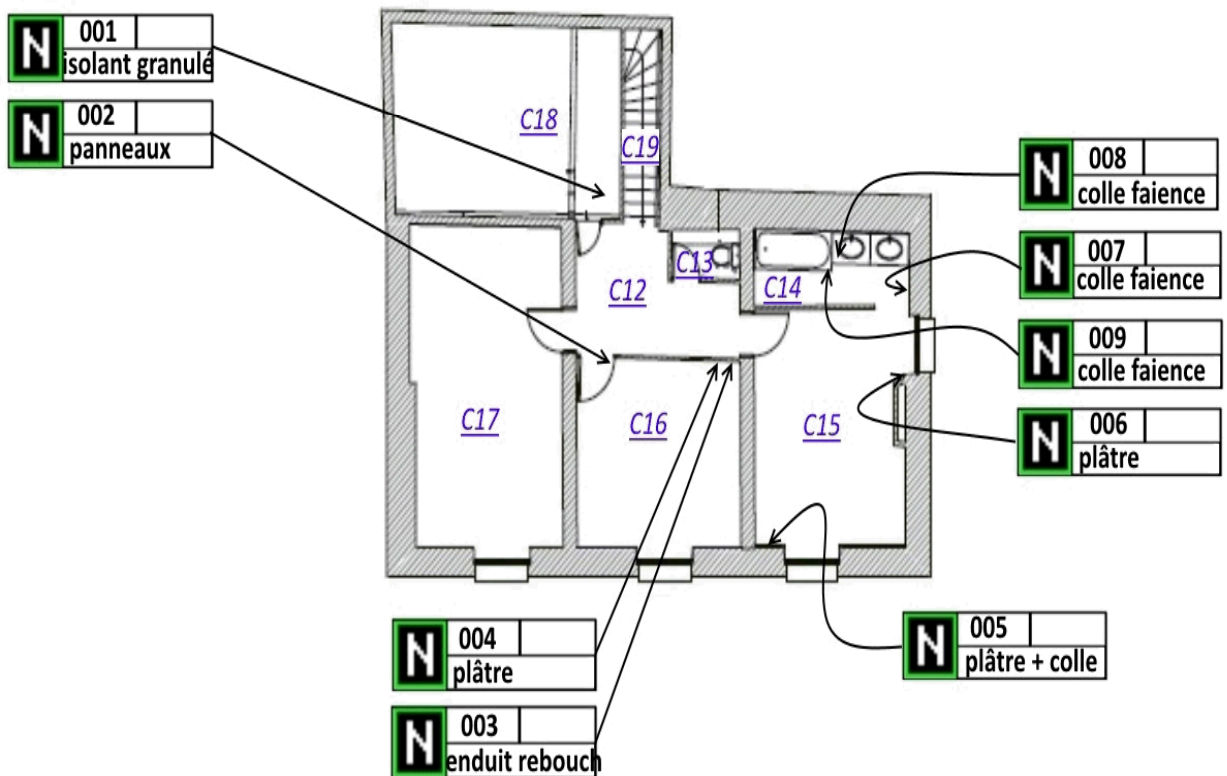 N 001
isolant granulé
N 002
panneaux
C18
C19
N 008
colle faience
N 007
colle faience
C13
C14
C12
N 009
colle faience
C17
C16
C15
N 006
plâtre
N 004
plâtre
N 005
plâtre + colle
N 003
enduit rebouch